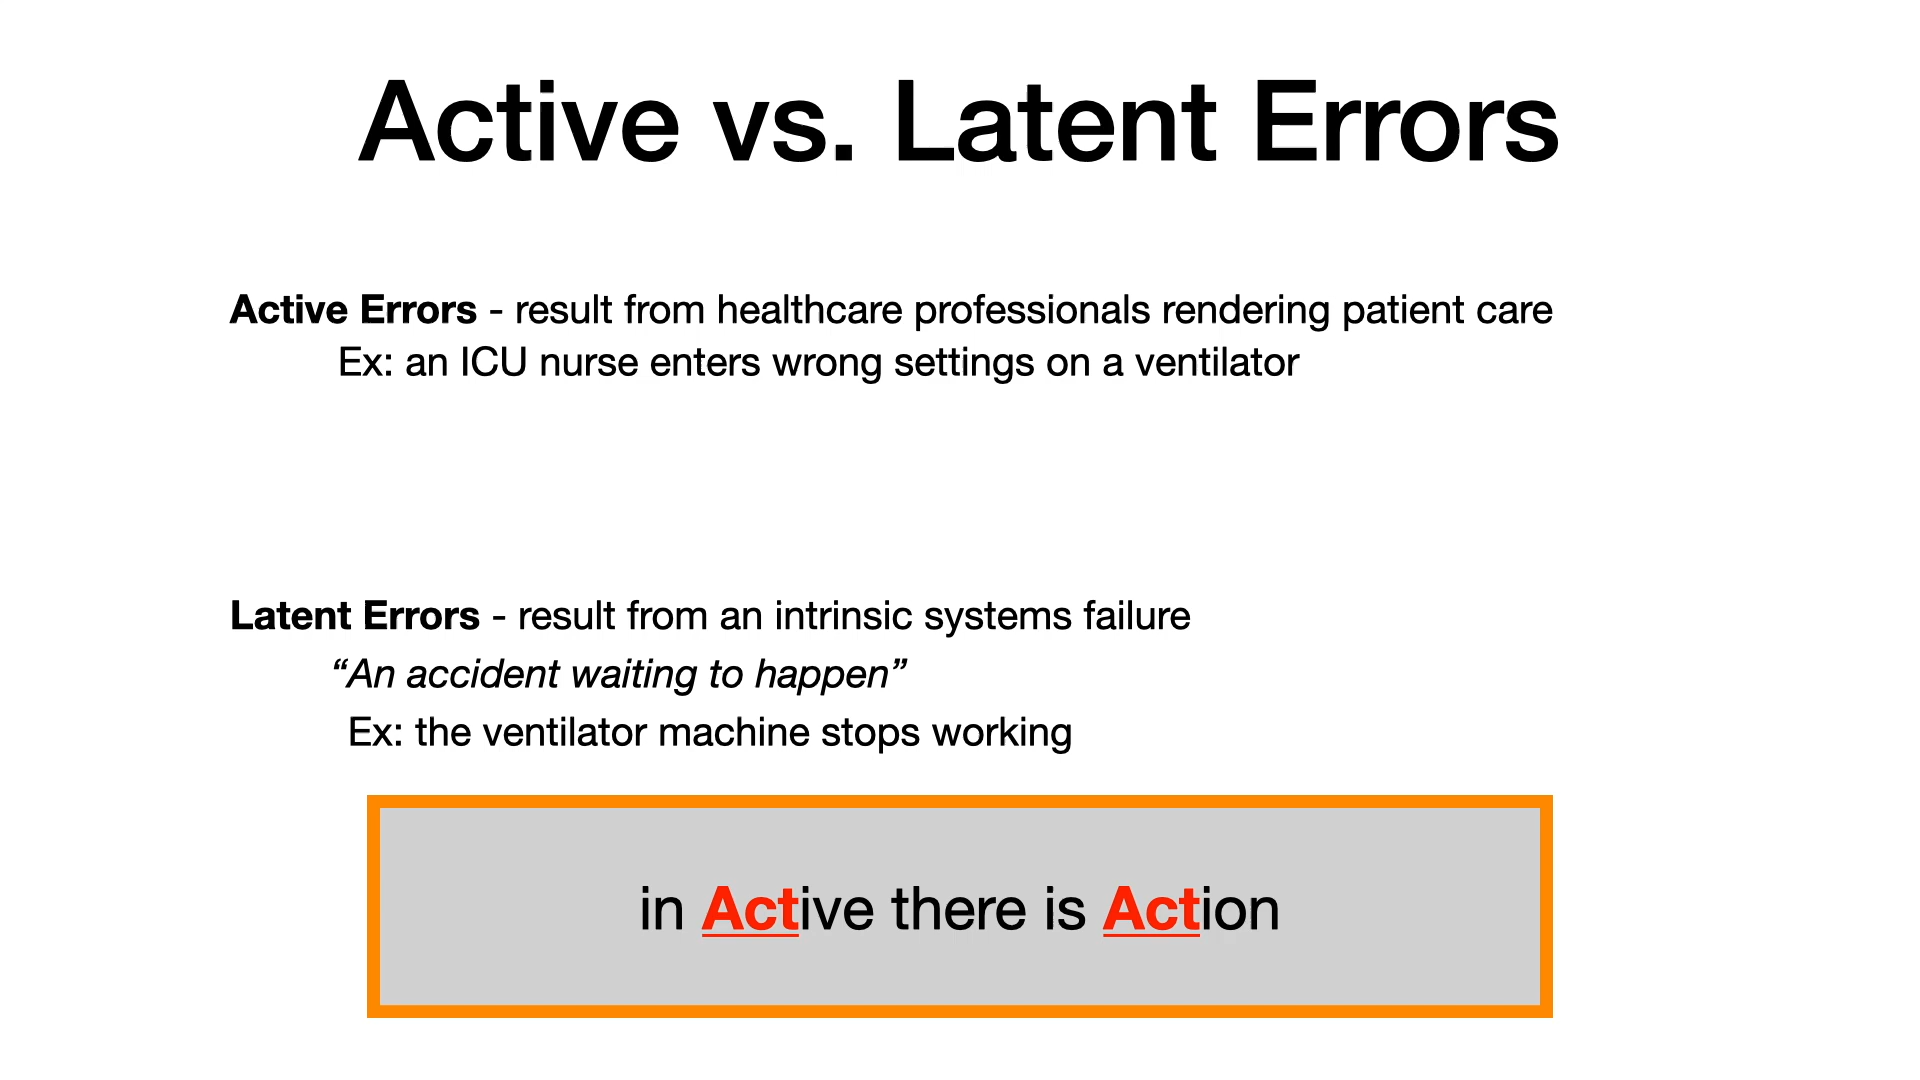 Active vs. Latent Errors
Active Errors - result from healthcare professionals rendering patient care
Ex: an ICU nurse enters wrong settings on a ventilator
Latent Errors - result from an intrinsic systems failure
“An accident waiting to happen”
Ex: the ventilator machine stops working
in Active there is Action